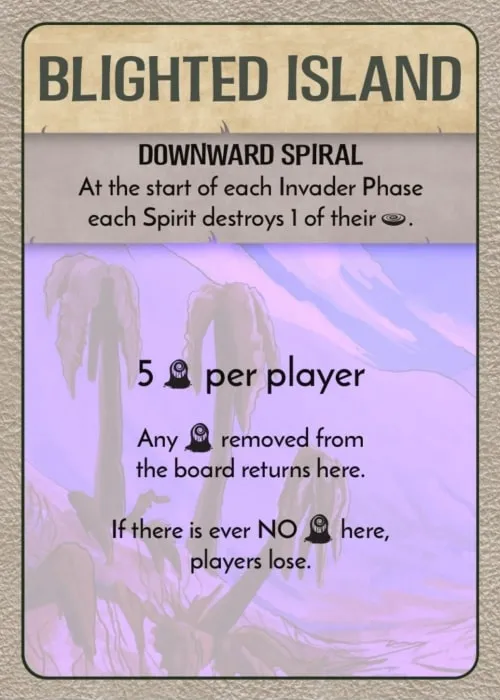 BLIGHTED ISLAND
DOWNWARD SPIRAL
At the start of each Invader Phase
each Spirit destroys 1 of their .
5 per player
Any removed from
the board returns here.
If there is ever NO here,
players lose.